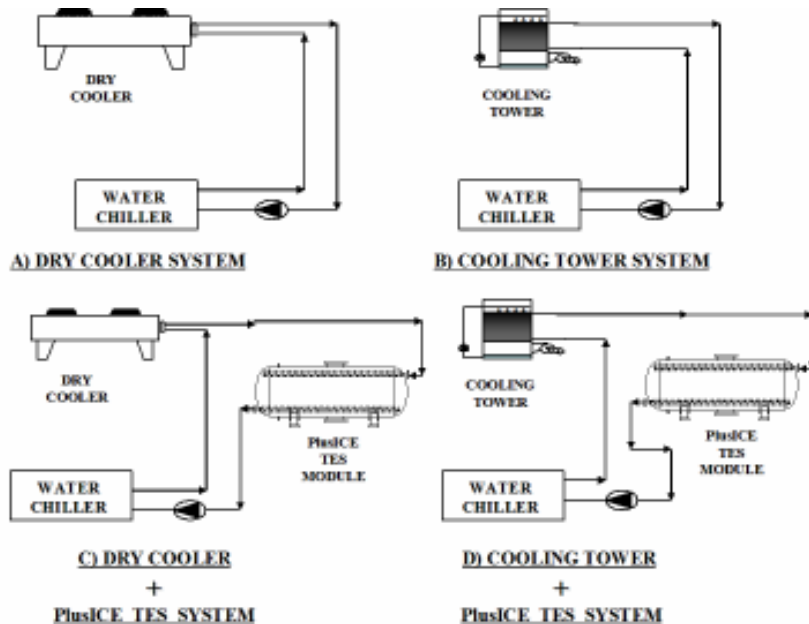 DRY
COOLER
WATER
CHILLER
A) DRY COOLER SYSTEM
COOLING
TOWER
WATER
CHILLER
B) COOLING TOWER SYSTEM
DRY
COOLER
PlusICE
TES
MODULE
WATER
CHILLER
C) DRY COOLER
+
PlusICE TES SYSTEM
COOLING
TOWER
PlusICE
TES
MODULE
WATER
CHILLER
D) COOLING TOWER
+
PlusICE TES SYSTEM